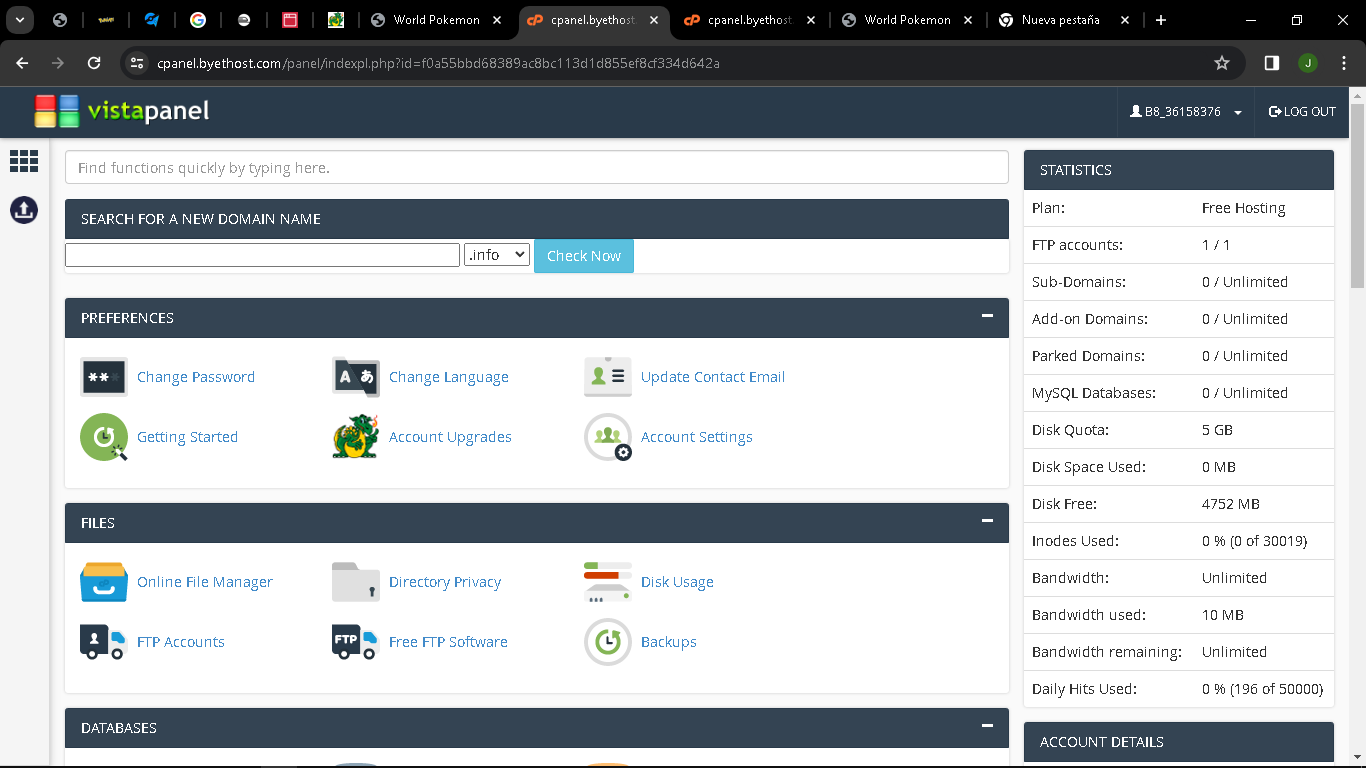 World Pokemon
cpanel.byethost
cpanel.byethost.
World Pokemon
Nueva pestaña
cpanel.byethost.com/panel/indexpl.php?id=f0a55bbd68389ac8bc113d1d855ef8cf334d642a
J
vistapanel
B8_36158376
LOG OUT
Find functions quickly by typing here.
SEARCH FOR A NEW DOMAIN NAME
.info
Check Now
PREFERENCES
Change Password
Change Language
Update Contact Email
Getting Started
Account Upgrades
Account Settings
FILES
Online File Manager
Directory Privacy
Disk Usage
FTP Accounts
FTP
Free FTP Software
Backups
DATABASES
STATISTICS
Plan: Free Hosting
FTP accounts: 1 / 1
Sub-Domains: 0 / Unlimited
Add-on Domains: 0 / Unlimited
Parked Domains: 0 / Unlimited
MySQL Databases: 0 / Unlimited
Disk Quota: 5 GB
Disk Space Used: 0 MB
Disk Free: 4752 MB
Inodes Used: 0 % (0 of 30019)
Bandwidth: Unlimited
Bandwidth used: 10 MB
Bandwidth remaining: Unlimited
Daily Hits Used: 0 % (196 of 50000)
ACCOUNT DETAILS